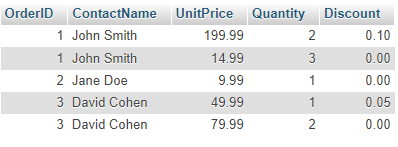 OrderID ContactName UnitPrice Quantity Discount
1 John Smith 199.99 2 0.10
1 John Smith 14.99 3 0.00
2 Jane Doe 9.99 1 0.00
3 David Cohen 49.99 1 0.05
3 David Cohen 79.99 2 0.00